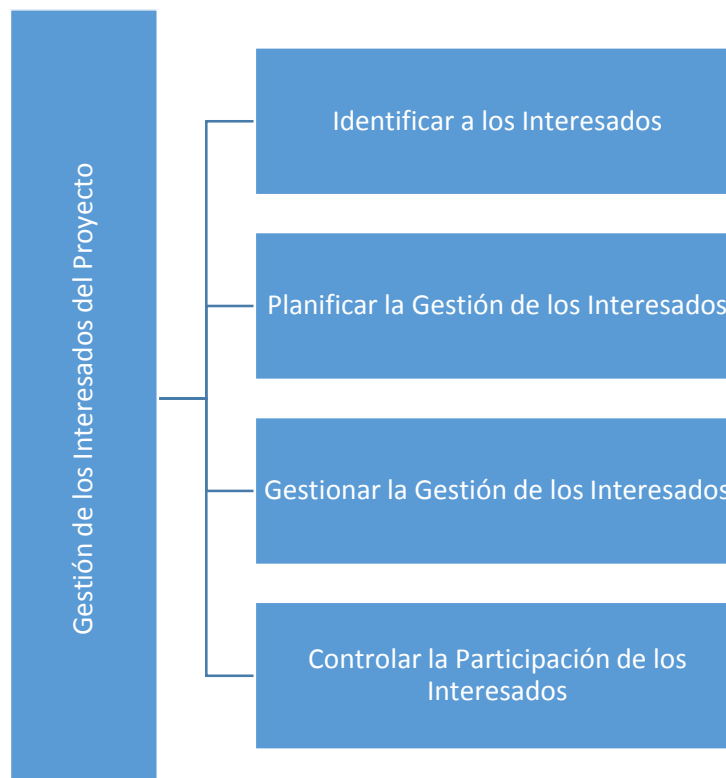 Gestión de los Interesados del Proyecto
Identificar a los Interesados
Planificar la Gestión de los Interesados
Gestionar la Gestión de los Interesados
Controlar la Participación de los
Interesados